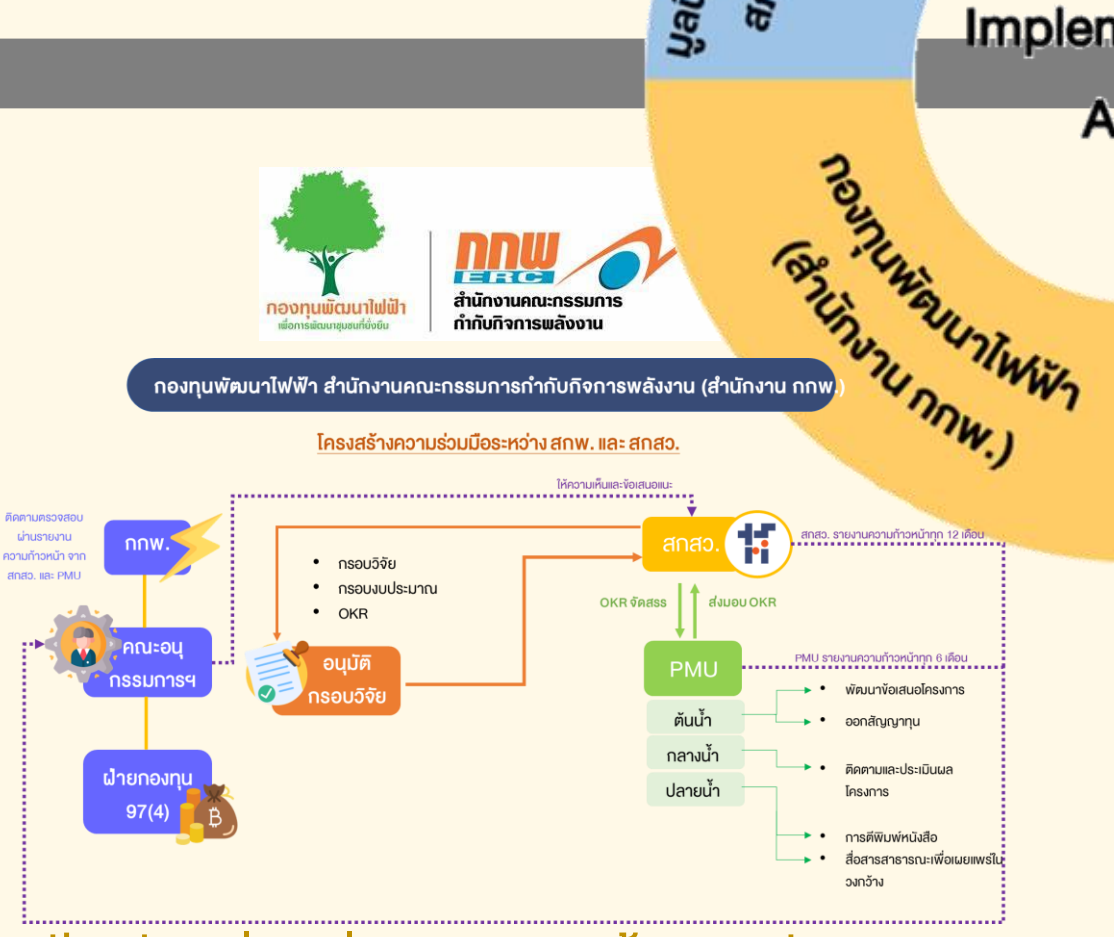 Implem
A
กองทุนพัฒนาไฟฟ้า
(สำนักงาน กกพ.)
กองทุนพัฒนาไฟฟ้า
เพื่อการพัฒนาชุมชนที่ยั่งยืน
กกพ
ERC
สำนักงานคณะกรรมการ
กำกับกิจการพลังงาน
กองทุนพัฒนาไฟฟ้า สำนักงานคณะกรรมการกำกับกิจการพลังงาน (สำนักงาน กกพ.)
โครงสร้างความร่วมมือระหว่าง สกพ. และ สกสว.
ให้ความเห็นและข้อเสนอแนะ
ติดตามตรวจสอบ
ผ่านรายงาน
ความก้าวหน้า จาก
สกสว. และ PMU
กกพ.
คณะอนุ
กรรมการฯ
ฝ่ายกองทุน
97(4)
• กรอบวิจัย
• กรอบงบประมาณ
• OKR
อนุมัติ
กรอบวิจัย
สกสว.
สกสว. รายงานความก้าวหน้าทุก 12 เดือน
OKR จัดสรร
ส่งมอบ OKR
PMU
PMU รายงานความก้าวหน้าทุก 6 เดือน
ต้นน้ำ
กลางน้ำ
ปลายน้ำ
• พัฒนาข้อเสนอโครงการ
• ออกสัญญาทุน
• ติดตามและประเมินผล
โครงการ
• การตีพิมพ์หนังสือ
• สื่อสารสาธารณะเพื่อเผยแพร่ใน
วงกว้าง